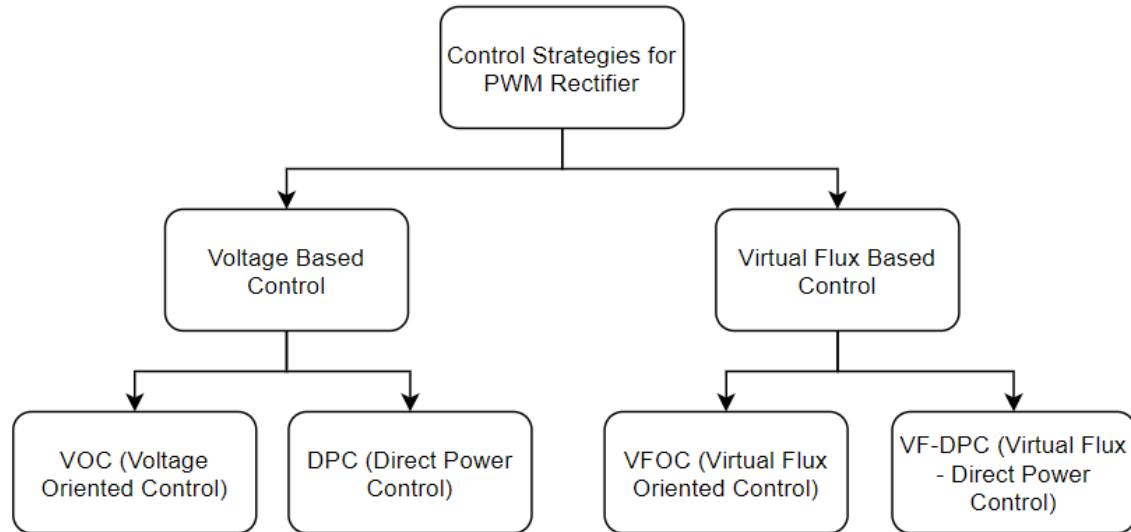 Control Strategies for
PWM Rectifier
Voltage Based
Control
Virtual Flux Based
Control
VOC (Voltage
Oriented Control)
DPC (Direct Power
Control)
VFOC (Virtual Flux
Oriented Control)
VF-DPC (Virtual Flux
- Direct Power
Control)